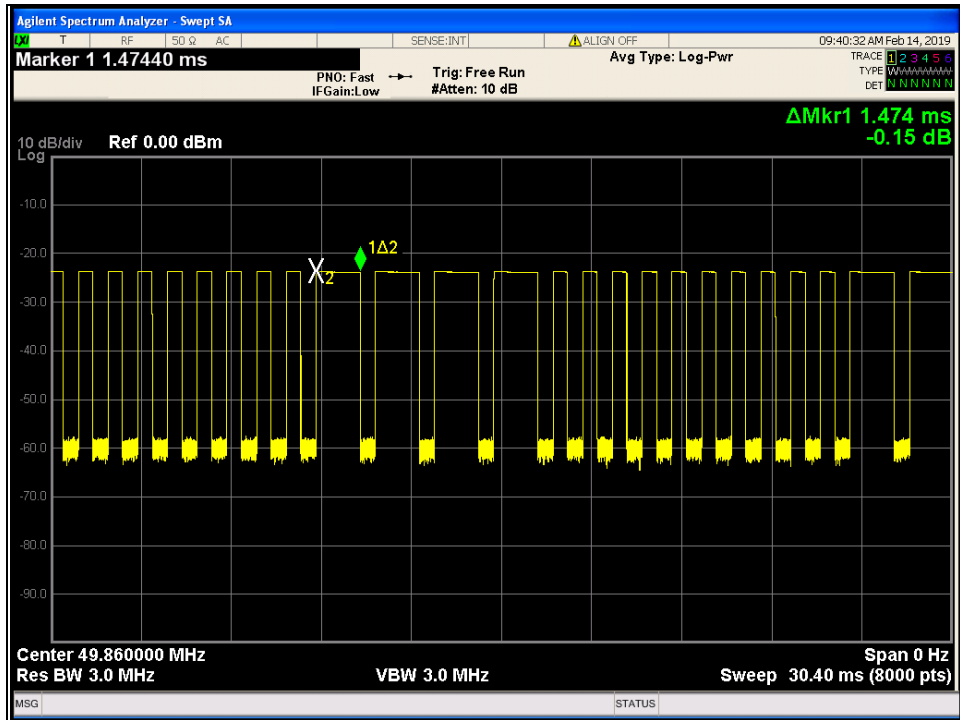 Agilent Spectrum Analyzer - Swept SA
LXI T RF 50 Ω AC SENSE:INT ALIGN OFF 09:40:32 AM Feb 14, 2019
Marker 1 1.47440 ms
PNO: Fast
IFGain:Low
Trig: Free Run
#Atten: 10 dB
Avg Type: Log-Pwr
TRACE 1 2 3 4 5 6
TYPE WWWWWWW
DET N N N N N N
ΔMkr1 1.474 ms
-0.15 dB
10 dB/div Ref 0.00 dBm
Log
-10.0
-20.0
1Δ2
X2
-30.0
-40.0
-50.0
-60.0
-70.0
-80.0
-90.0
Center 49.860000 MHz Span 0 Hz
Res BW 3.0 MHz VBW 3.0 MHz Sweep 30.40 ms (8000 pts)
MSG STATUS